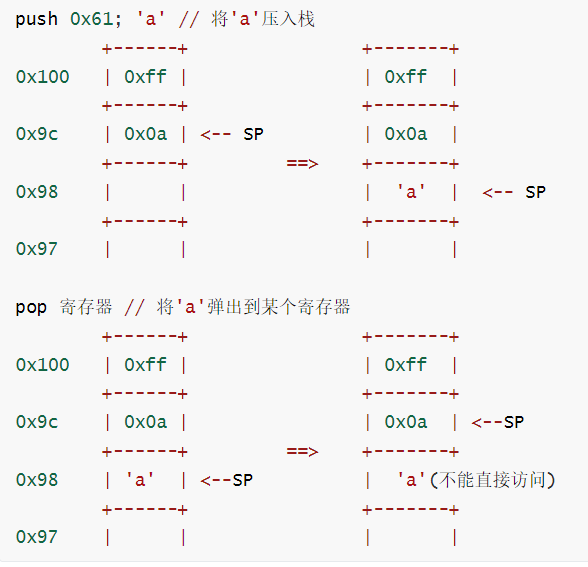 push 0x61; 'a' // 将'a'压入栈
        +------+                +-------+
0x100   | 0xff |                | 0xff  |
        +------+                +-------+
0x9c    | 0x0a | <-- SP         | 0x0a  |
        +------+         ==>    +-------+
0x98    |      |                |  'a'  |  <-- SP
        +------+                +-------+
0x97    |      |                |       |

pop 寄存器 // 将'a'弹出到某个寄存器
        +------+                +-------+
0x100   | 0xff |                | 0xff  |
        +------+                +-------+
0x9c    | 0x0a |                | 0x0a  | <--SP
        +------+         ==>    +-------+
0x98    | 'a'  | <--SP          |  'a'(不能直接访问)
        +------+                +-------+
0x97    |      |                |       |